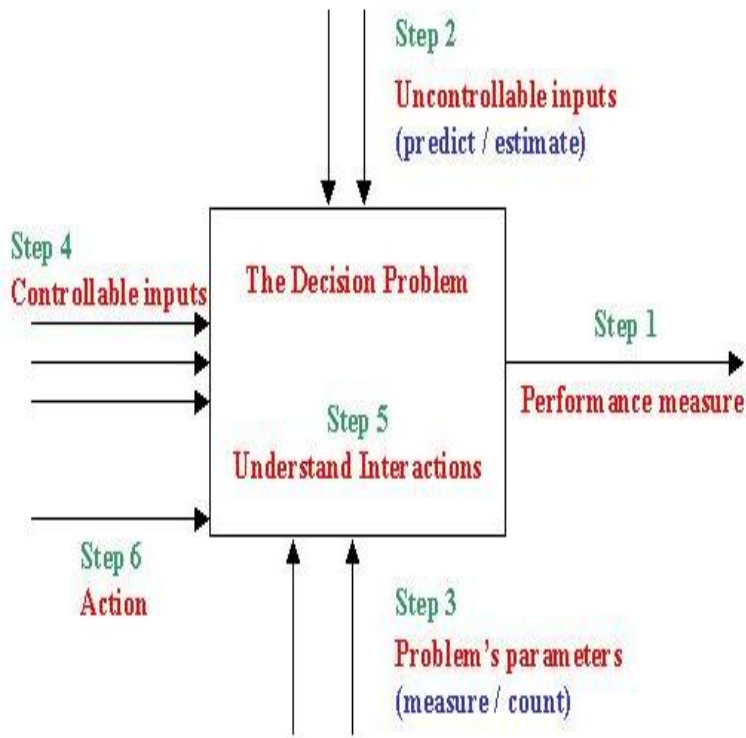 Step 2
Uncontrollable inputs
(predict / estimate)
Step 4
Controllable inputs
The Decision Problem
Step 1
Performance measure
Step 5
Understand Interactions
Step 6
Action
Step 3
Problem's parameters
(measure / count)